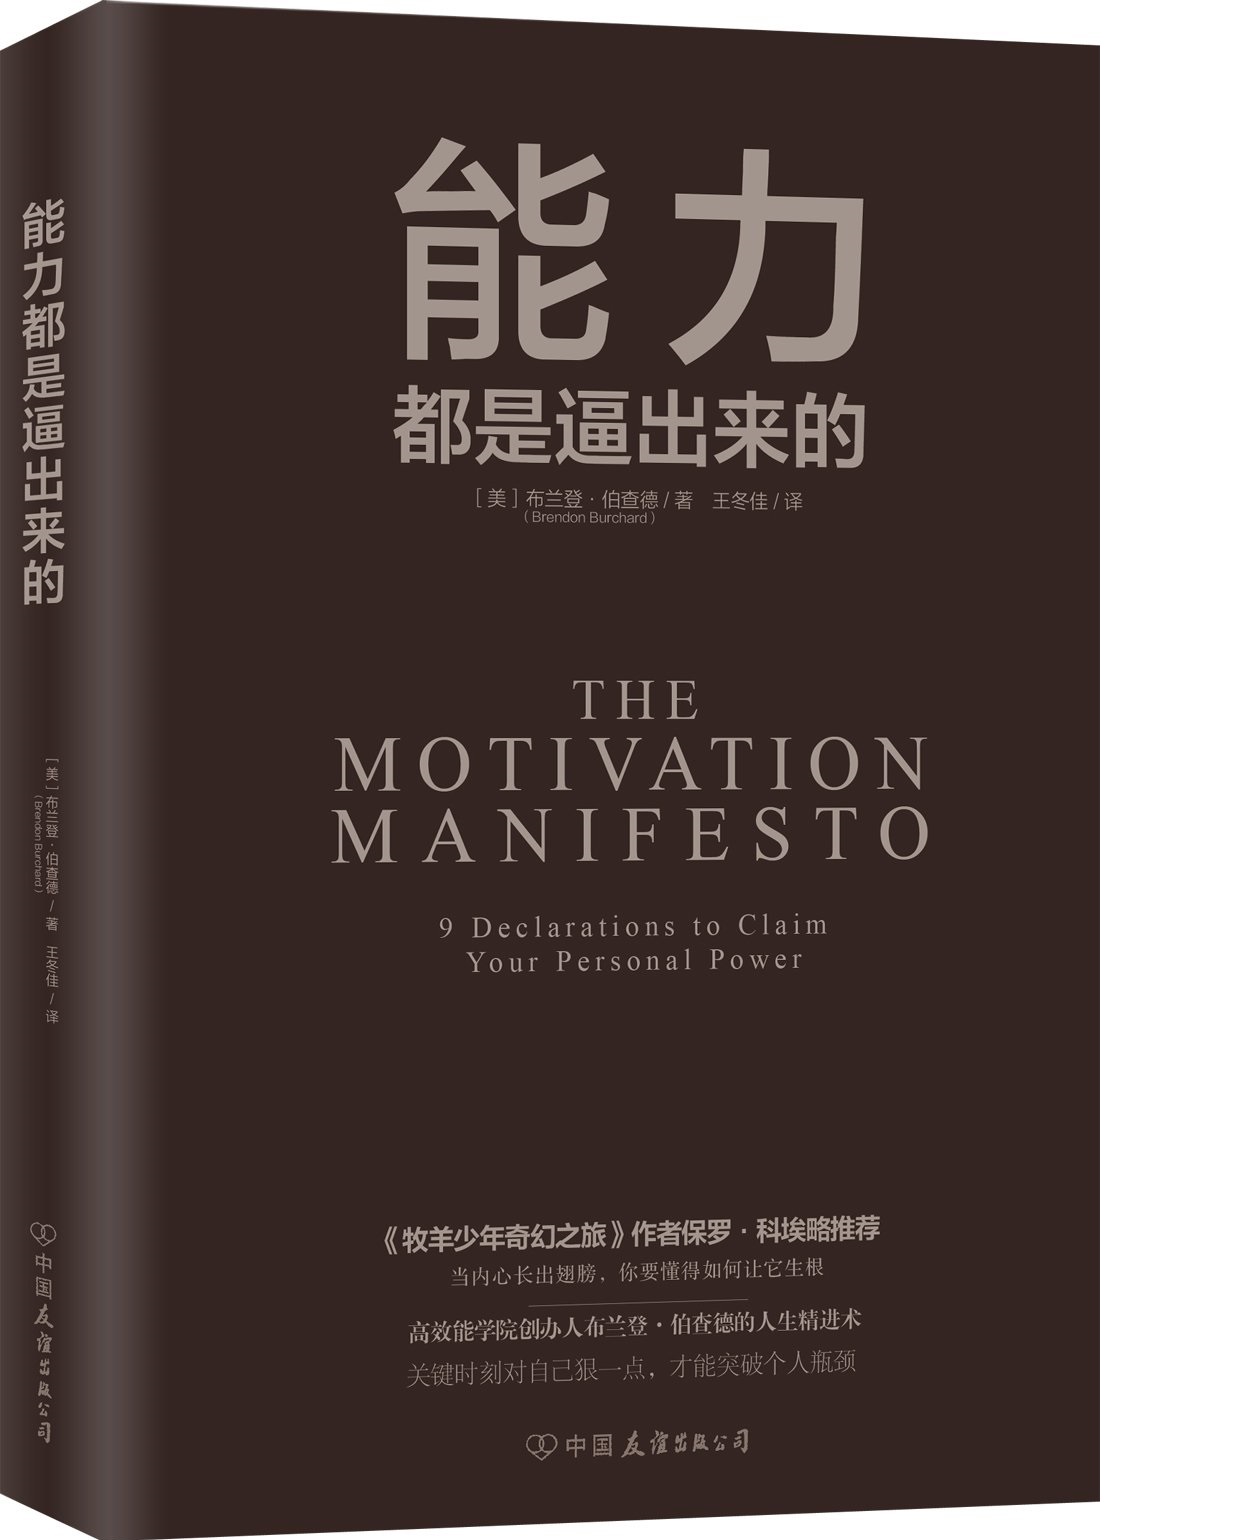 能力都是逼出来的
[美]布兰登·伯查德/著 王冬佳/译
(Brendon Burchard)
中国友谊出版公司
能力
都是逼出来的
[美]布兰登·伯查德/著 王冬佳/译
(Brendon Burchard)
THE
MOTIVATION
MANIFESTO
9 Declarations to Claim
Your Personal Power
《牧羊少年奇幻之旅》作者保罗·科埃略推荐
当内心长出翅膀，你要懂得如何让它生根
高效能学院创办人布兰登·伯查德的人生精进术
关键时刻对自己狠一点，才能突破个人瓶颈
中国友谊出版公司